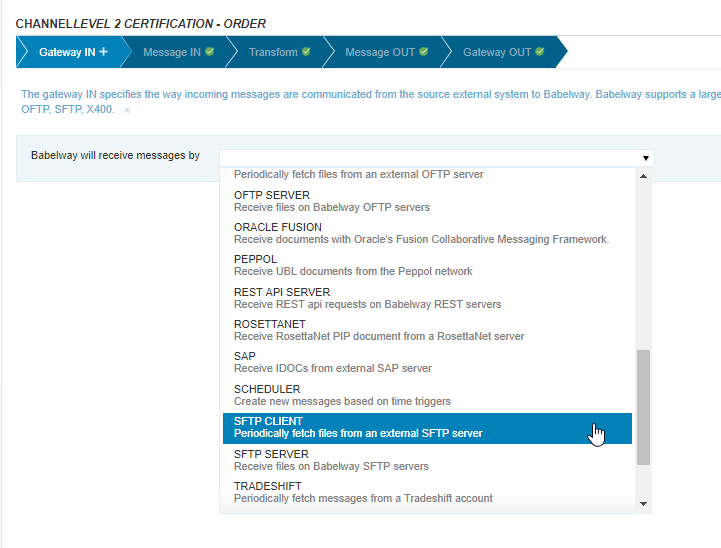 CHANNEL LEVEL 2 CERTIFICATION - ORDER
Gateway IN Message IN Transform Message OUT Gateway OUT
The gateway IN specifies the way incoming messages are communicated from the source external system to Babelway. Babelway supports a large
OFTP, SFTP, X400. ×
Babelway will receive messages by
Periodically fetch files from an external OFTP server
OFTP SERVER
Receive files on Babelway OFTP servers
ORACLE FUSION
Receive documents with Oracle's Fusion Collaborative Messaging Framework.
PEPPOL
Receive UBL documents from the Peppol network
REST API SERVER
Receive REST api requests on Babelway REST servers
ROSETTANET
Receive RosettaNet PIP document from a RosettaNet server
SAP
Receive IDOCs from external SAP server
SCHEDULER
Create new messages based on time triggers
SFTP CLIENT
Periodically fetch files from an external SFTP server
SFTP SERVER
Receive files on Babelway SFTP servers
TRADESHIFT
Periodically fetch messages from a Tradeshift account